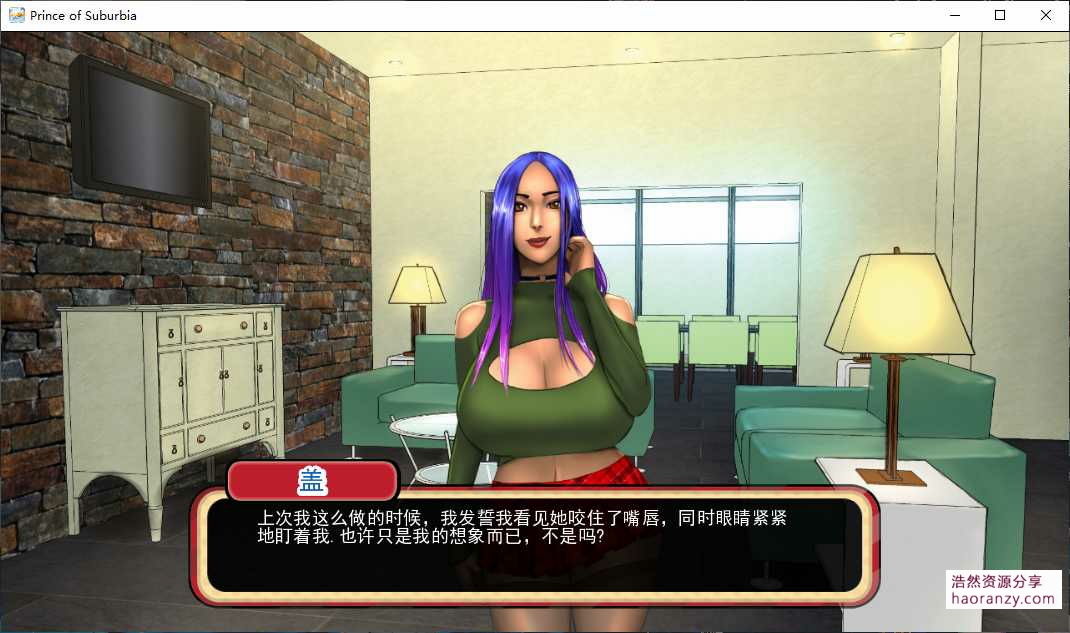 Prince of Suburbia
盖
上次我这么做的时候，我发誓我看见她咬住了嘴唇，同时眼睛紧紧
地盯着我.也许只是我的想象而已，不是吗?
浩然资源分享
haoranzy.com